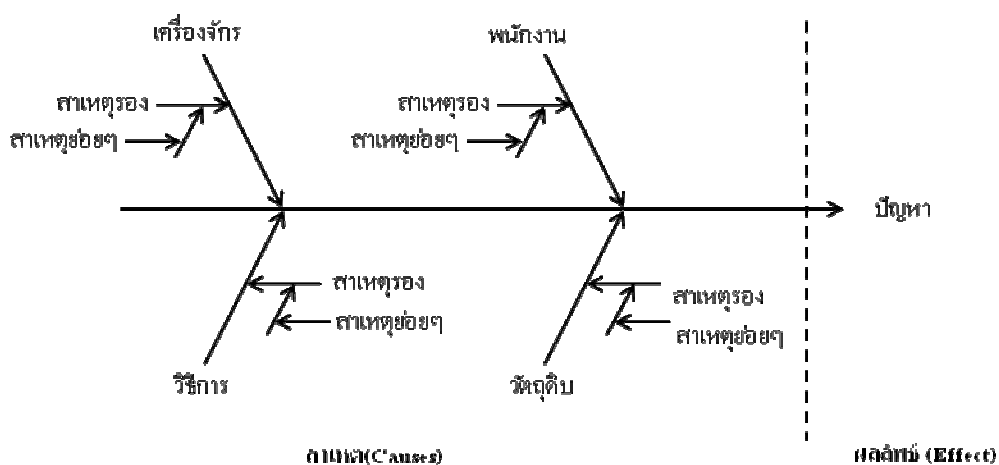 เครื่องจักร
พนักงาน
สาเหตุรอง
สาเหตุย่อยๆ
สาเหตุรอง
สาเหตุย่อยๆ
ปัญหา
สาเหตุรอง
สาเหตุย่อยๆ
สาเหตุรอง
สาเหตุย่อยๆ
วิธีการ
วัตถุดิบ
(Causes)
(Effect)